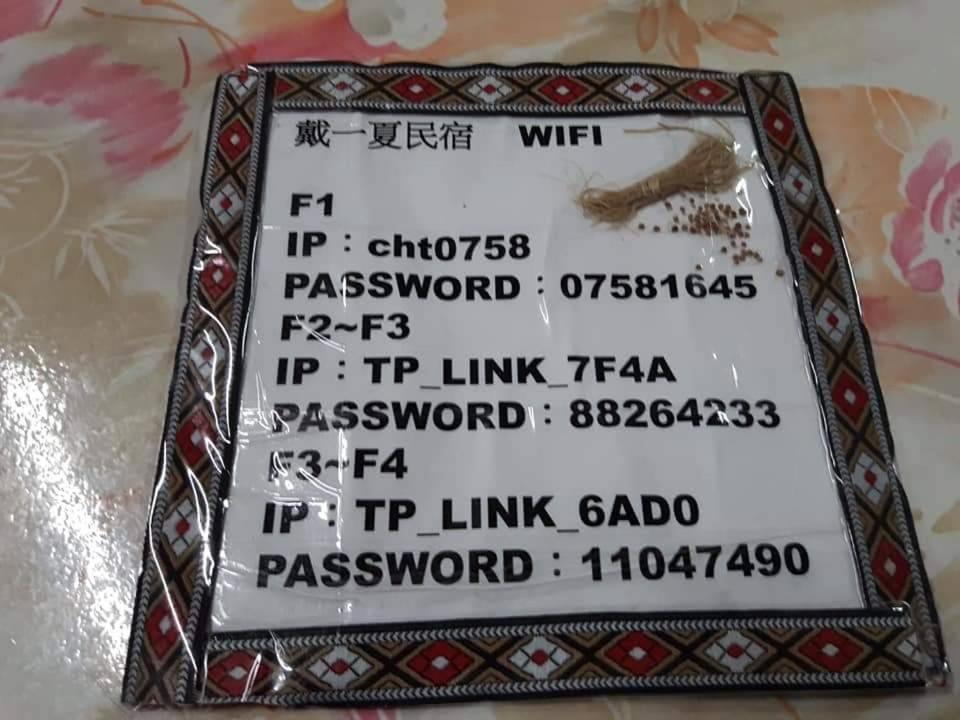 戴一夏民宿 WIFI
F1
IP：cht0758
PASSWORD：07581645
F2~F3
IP：TP_LINK_7F4A
PASSWORD：88264233
F3~F4
IP：TP_LINK_6AD0
PASSWORD：11047490